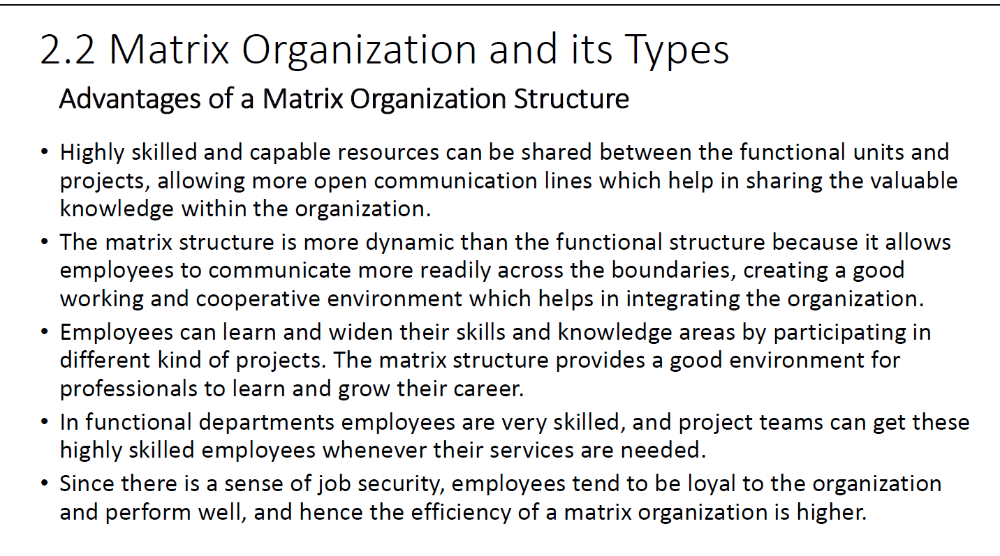 2.2 Matrix Organization and its Types
Advantages of a Matrix Organization Structure
• Highly skilled and capable resources can be shared between the functional units and
projects, allowing more open communication lines which help in sharing the valuable
knowledge within the organization.
• The matrix structure is more dynamic than the functional structure because it allows
employees to communicate more readily across the boundaries, creating a good
working and cooperative environment which helps in integrating the organization.
• Employees can learn and widen their skills and knowledge areas by participating in
different kind of projects. The matrix structure provides a good environment for
professionals to learn and grow their career.
• In functional departments employees are very skilled, and project teams can get these
highly skilled employees whenever their services are needed.
• Since there is a sense of job security, employees tend to be loyal to the organization
and perform well, and hence the efficiency of a matrix organization is higher.